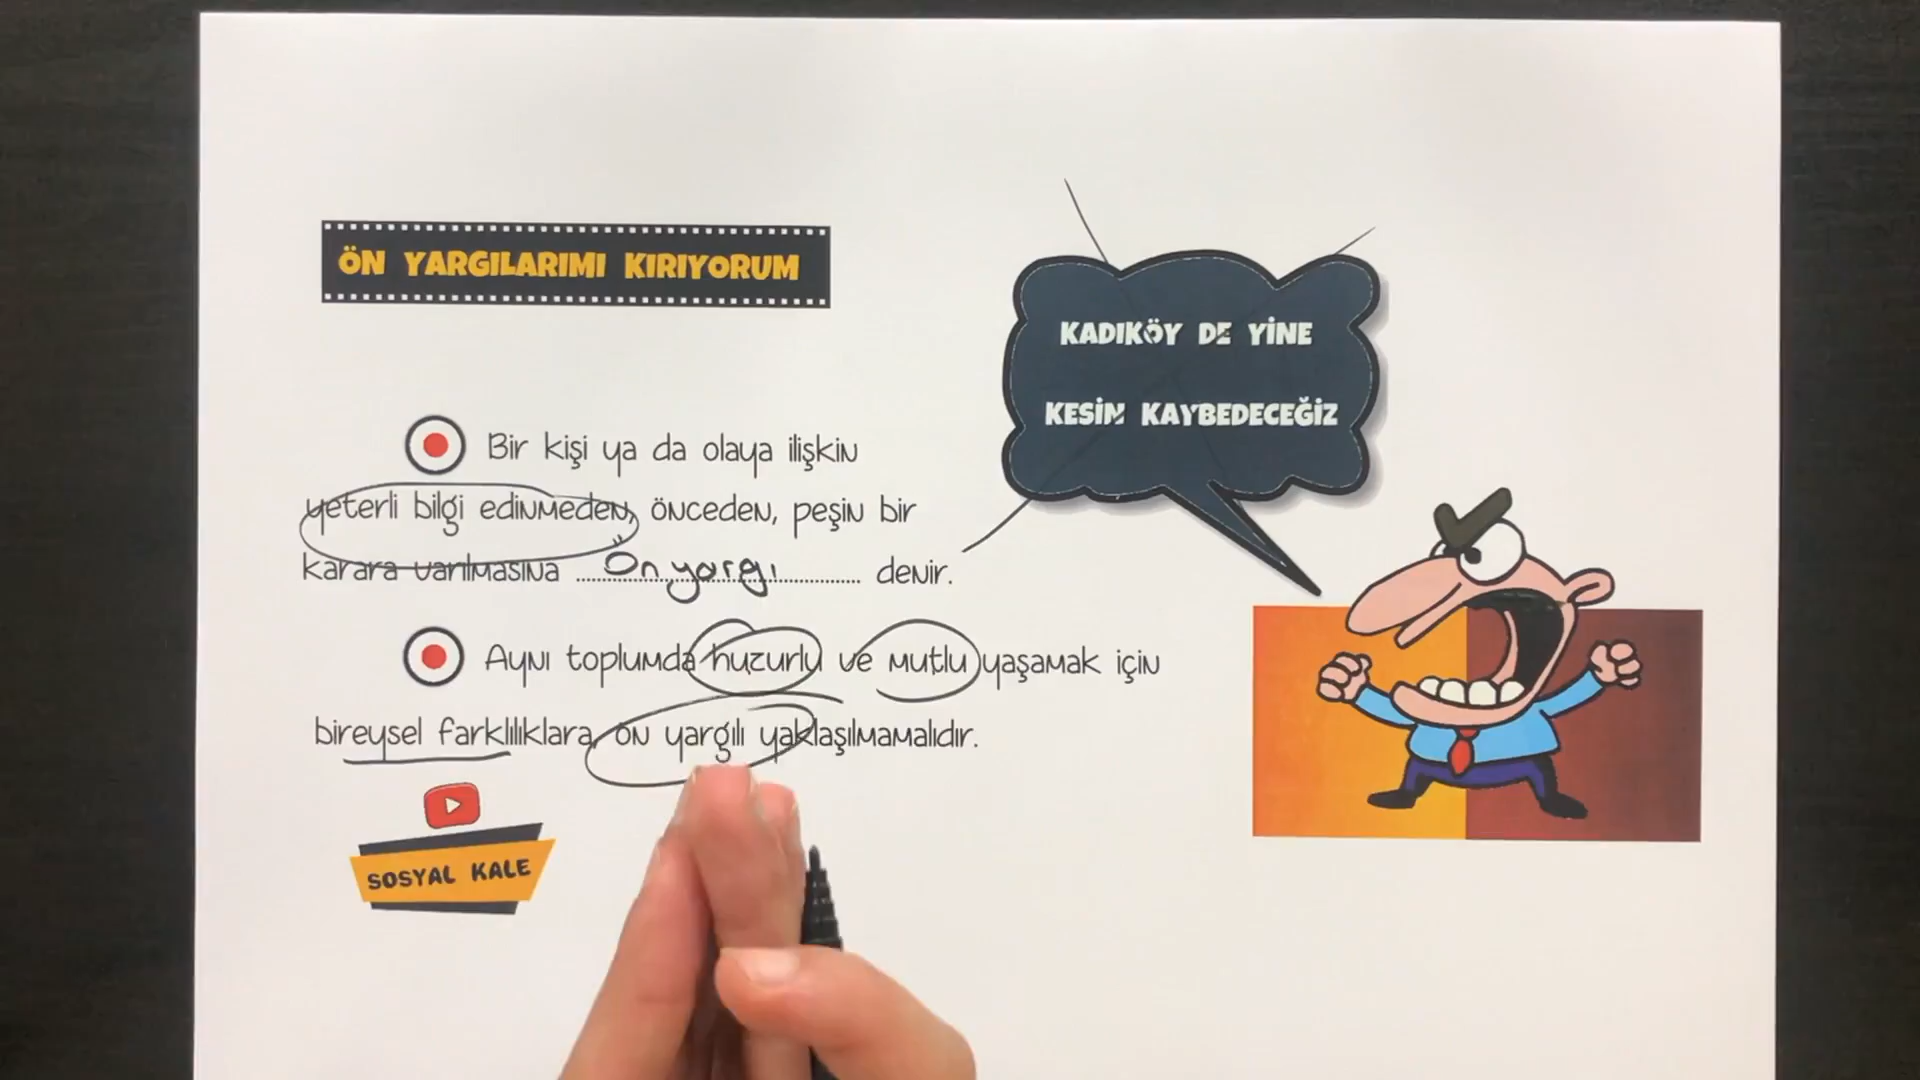 ÖN YARGILARIMI KIRIYORUM
KADIKÖY DE YİNE
KESİN KAYBEDECEĞİZ
Bir kişi ya da olaya ilişkin
yeterli bilgi edinmeden, önceden, peşin bir
karara varılmasına ön yargı denir.
Aynı toplumda huzurlu ve mutlu yaşamak için
bireysel farklılıklara, ön yargılı yaklaşılmamalıdır.
SOSYAL KALE